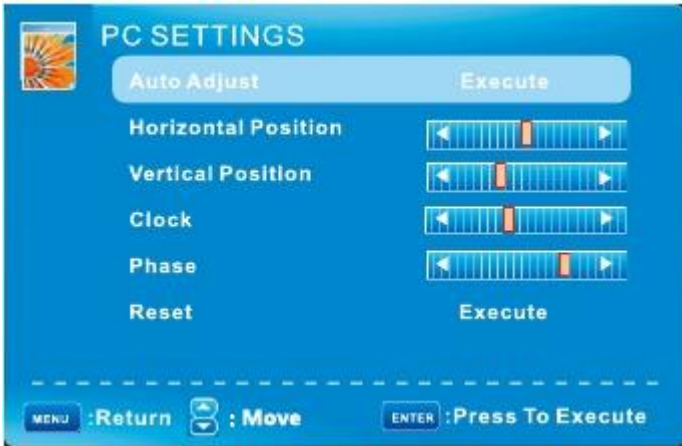 PC SETTINGS
Auto Adjust Execute
Horizontal Position
Vertical Position
Clock
Phase
Reset Execute
MENU :Return : Move ENTER :Press To Execute